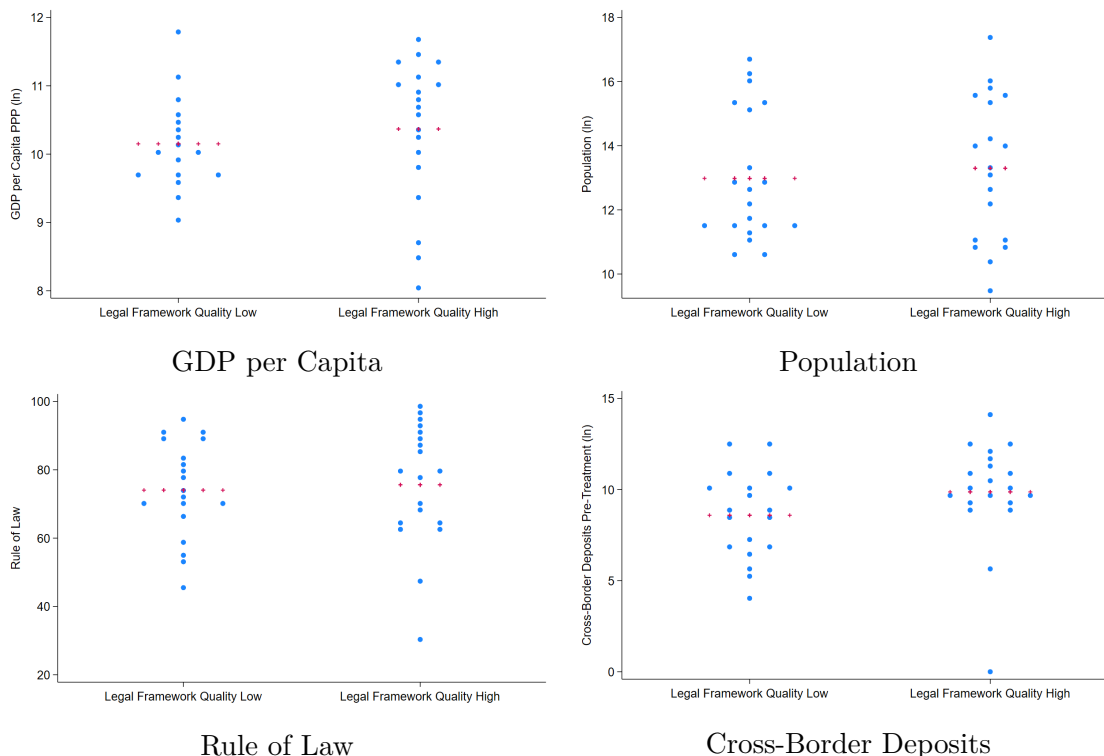 GDP per Capita PPP (ln)
12
11
10
9
8
Legal Framework Quality Low
Legal Framework Quality High
GDP per Capita
Population (ln)
18
16
14
12
10
Legal Framework Quality Low
Legal Framework Quality High
Population
Rule of Law
100
80
60
40
20
Legal Framework Quality Low
Legal Framework Quality High
Rule of Law
Cross-Border Deposits Pre-Treatment (ln)
15
10
5
0
Legal Framework Quality Low
Legal Framework Quality High
Cross-Border Deposits